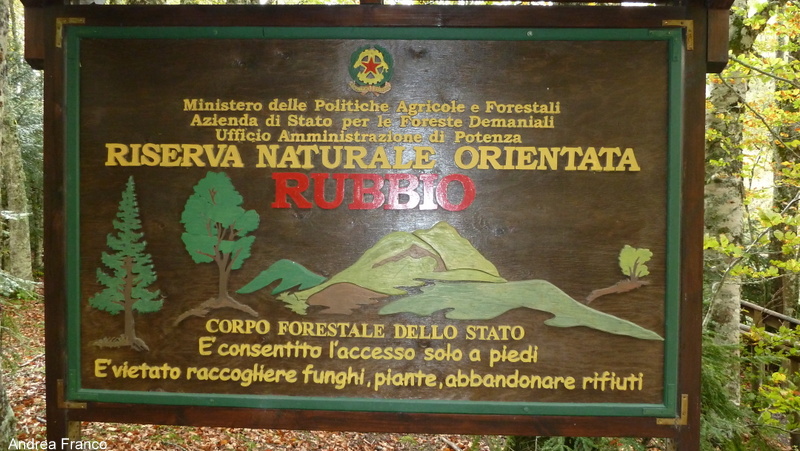 Ministero delle Politiche Agricole e Forestali
Azienda di Stato per le Foreste Demaniali
Ufficio Amministrazione di Potenza
RISERVA NATURALE ORIENTATA
RUBBIO
CORPO FORESTALE DELLO STATO
E' consentito l'accesso solo a piedi
E' vietato raccogliere funghi, piante, abbandonare rifiuti
Andrea Franco